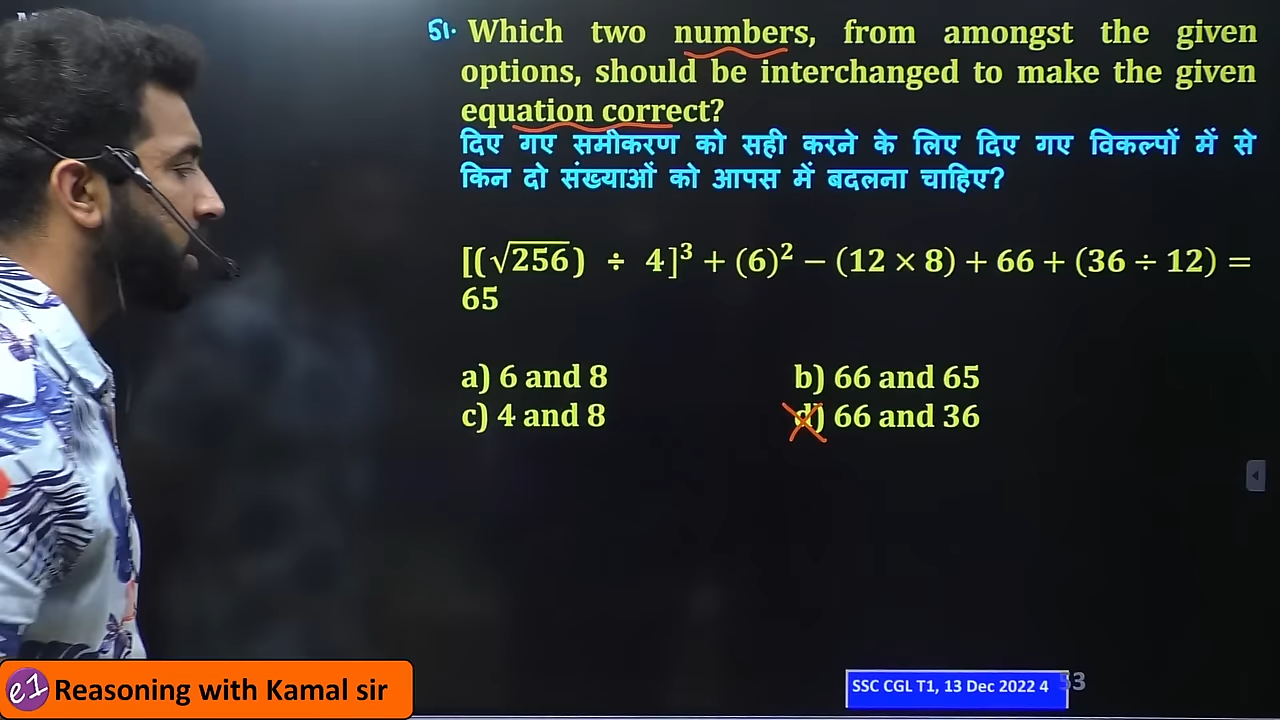 51. Which two numbers, from amongst the given
options, should be interchanged to make the given
equation correct?
दिए गए समीकरण को सही करने के लिए दिए गए विकल्पों में से
किन दो संख्याओं को आपस में बदलना चाहिए?
[(√256) ÷ 4]³ + (6)² − (12 × 8) + 66 + (36 ÷ 12) =
65
a) 6 and 8 b) 66 and 65
c) 4 and 8 d) 66 and 36
e1 Reasoning with Kamal sir
SSC CGL T1, 13 Dec 2022 4 53